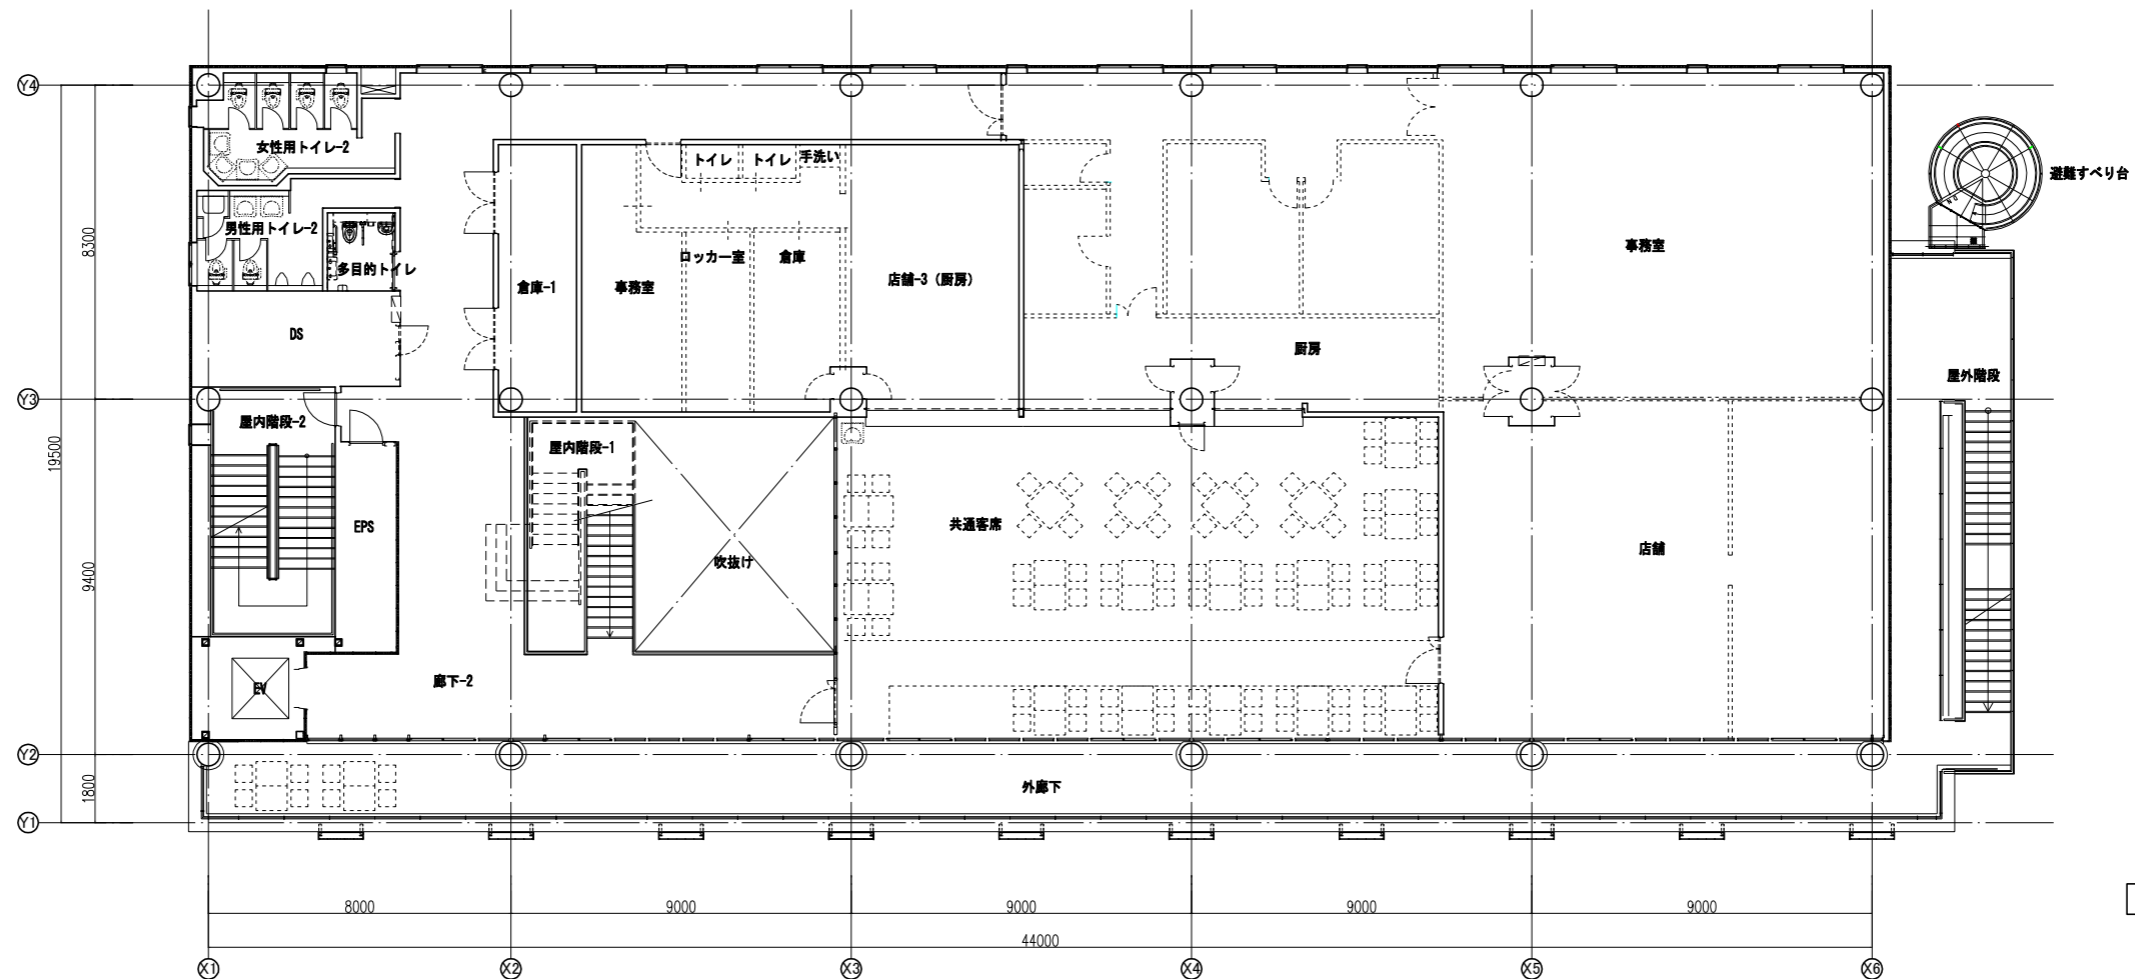 Y4
避難すべり台
女性用トイレ-2
トイレ
トイレ
手洗い
男性用トイレ-2
8300
事務室
ロッカー室
倉庫
多目的トイレ
倉庫-1
事務室
店舗-3 (厨房)
DS
厨房
屋外階段
Y3
屋内階段-2
屋内階段-1
19500
EPS
共通客席
店舗
吹抜け
9400
廊下-2
EV
Y2
1800
外廊下
Y1
8000
9000
9000
9000
9000
44000
X1
X2
X3
X4
X5
X6